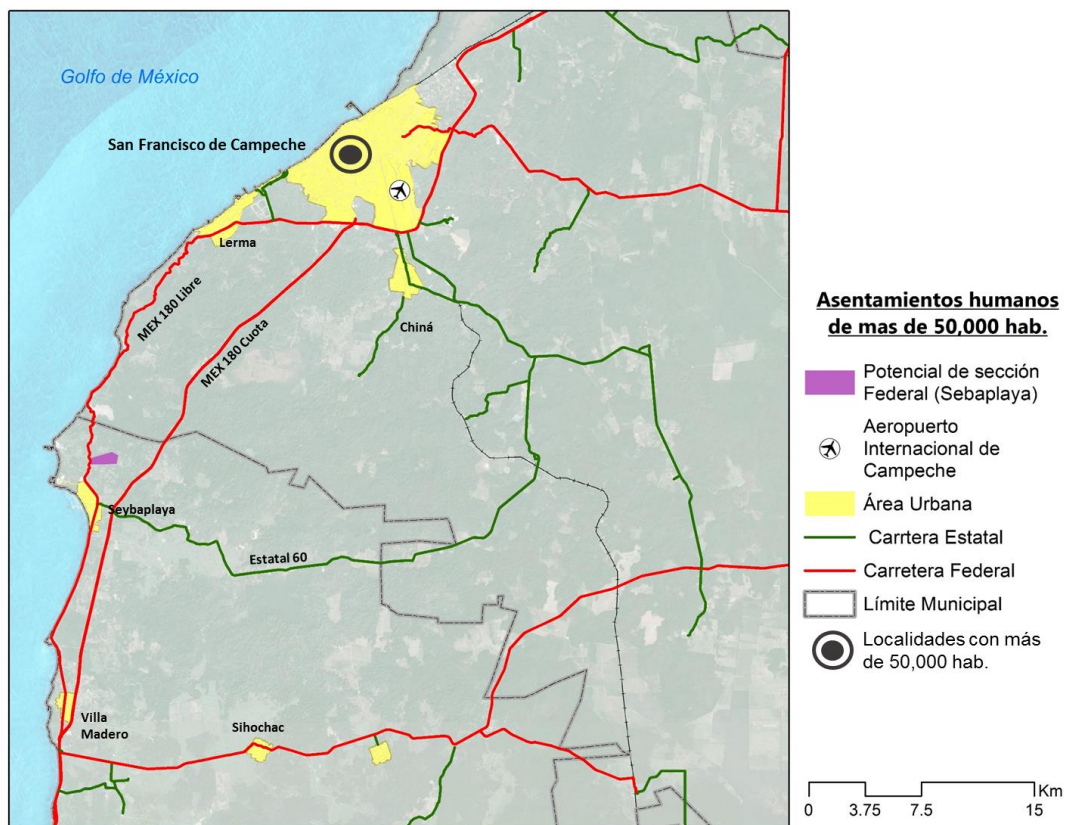 Golfo de México
San Francisco de Campeche
Lerma
MEX 180 Libre
MEX 180 Cuota
Chiná
Seybaplaya
Estatal 60
Villa
Madero
Sihochac
Asentamientos humanos
de mas de 50,000 hab.
Potencial de sección
Federal (Sebaplaya)
Aeropuerto
Internacional de
Campeche
Área Urbana
Carrtera Estatal
Carretera Federal
Límite Municipal
Localidades con más
de 50,000 hab.
Km
0 3.75 7.5 15